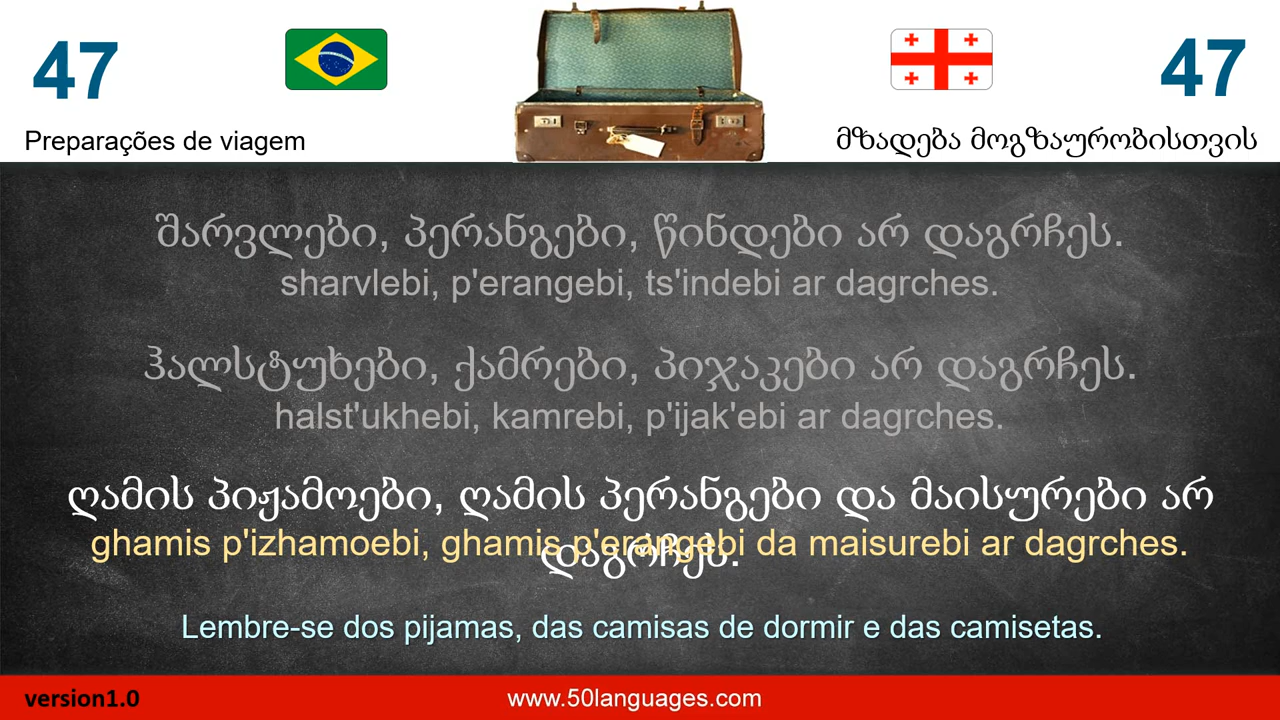 47
47
Preparações de viagem
მზადება მოგზაურობისთვის
შარვლები, პერანგები, წინდები არ დაგრჩეს.
sharvlebi, p'erangebi, ts'indebi ar dagrches.
ჰალსტუხები, ქამრები, პიჯაკები არ დაგრჩეს.
halst'ukhebi, kamrebi, p'ijak'ebi ar dagrches.
ღამის პიჟამოები, ღამის პერანგები და მაისურები არ
დაგრჩეს.
ghamis p'izhamoebi, ghamis p'erangebi da maisurebi ar dagrches.
Lembre-se dos pijamas, das camisas de dormir e das camisetas.
version1.0
www.50languages.com